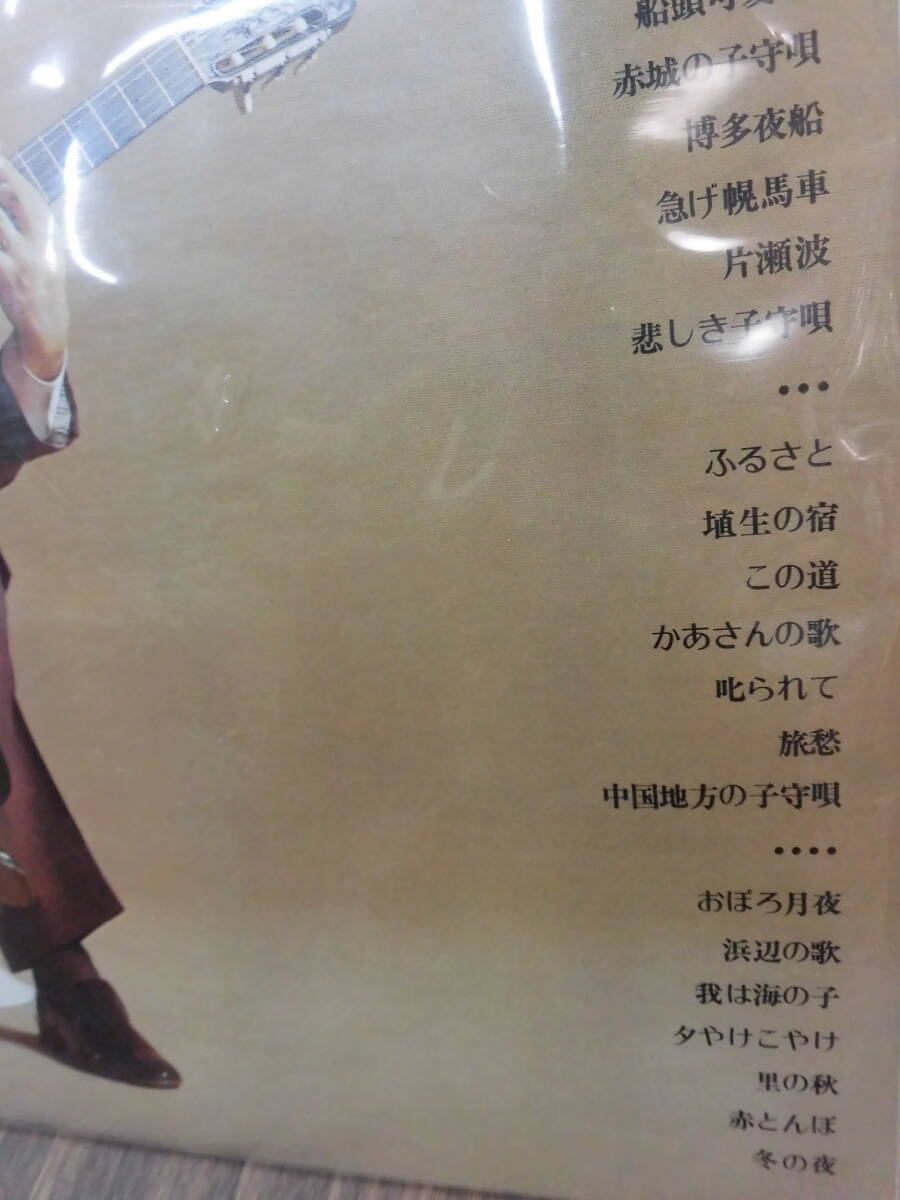 船頭可愛
赤城の子守唄
博多夜船
急げ幌馬車
片瀬波
悲しき子守唄
•••
ふるさと
埴生の宿
この道
かあさんの歌
叱られて
旅愁
中国地方の子守唄
••••
おぼろ月夜
浜辺の歌
我は海の子
夕やけこやけ
里の秋
赤とんぼ
冬の夜